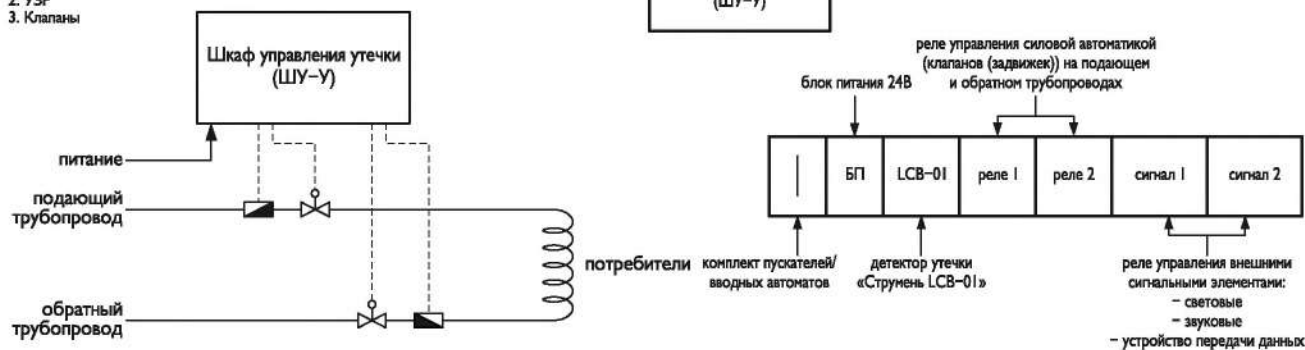 2. УЗР
3. Клапаны
Шкаф управления утечки
(ШУ-У)
питание
подающий
трубопровод
обратный
трубопровод
потребители
(ШУ-У)
реле управления силовой автоматикой
(клапанов (задвижек)) на подающем
и обратном трубопроводах
блок питания 24В
БП
LCB-01
реле 1
реле 2
сигнал 1
сигнал 2
комплект пускателей/
вводных автоматов
детектор утечки
«Струмень LCB-01»
реле управления внешними
сигнальными элементами:
- световые
- звуковые
- устройство передачи данных